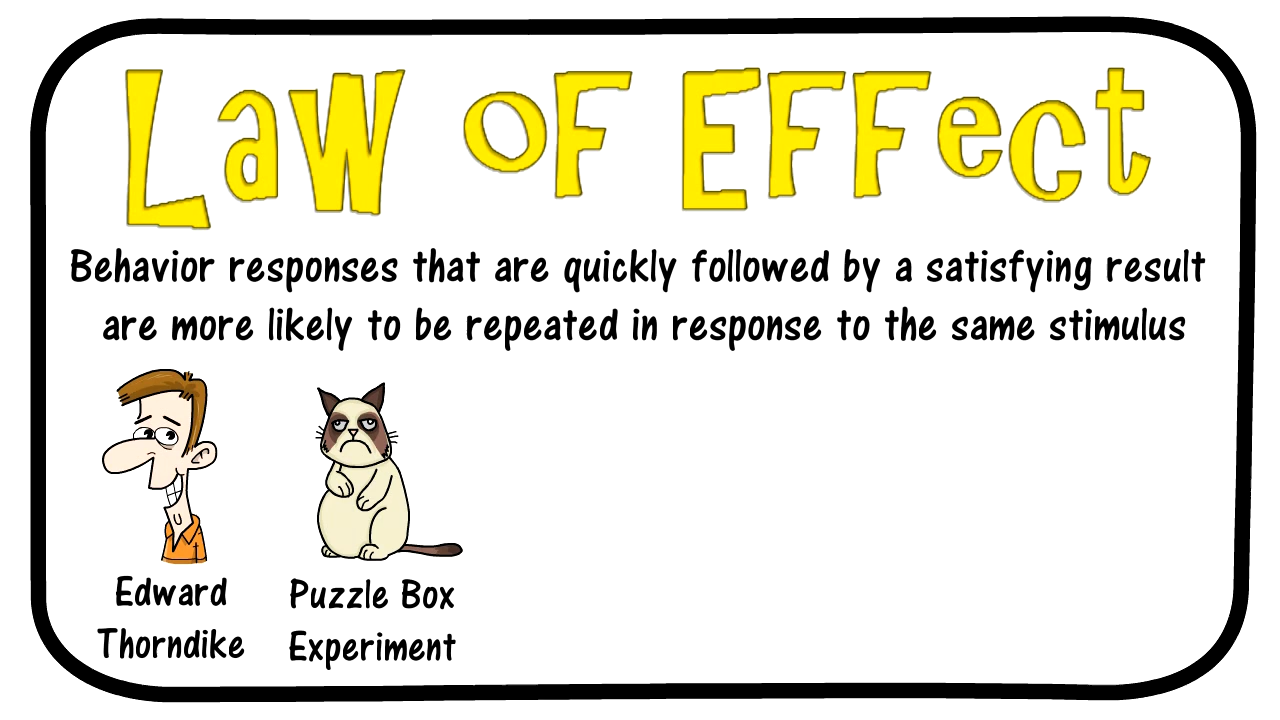 Law of Effect
Behavior responses that are quickly followed by a satisfying result
are more likely to be repeated in response to the same stimulus
Edward
Thorndike
Puzzle Box
Experiment